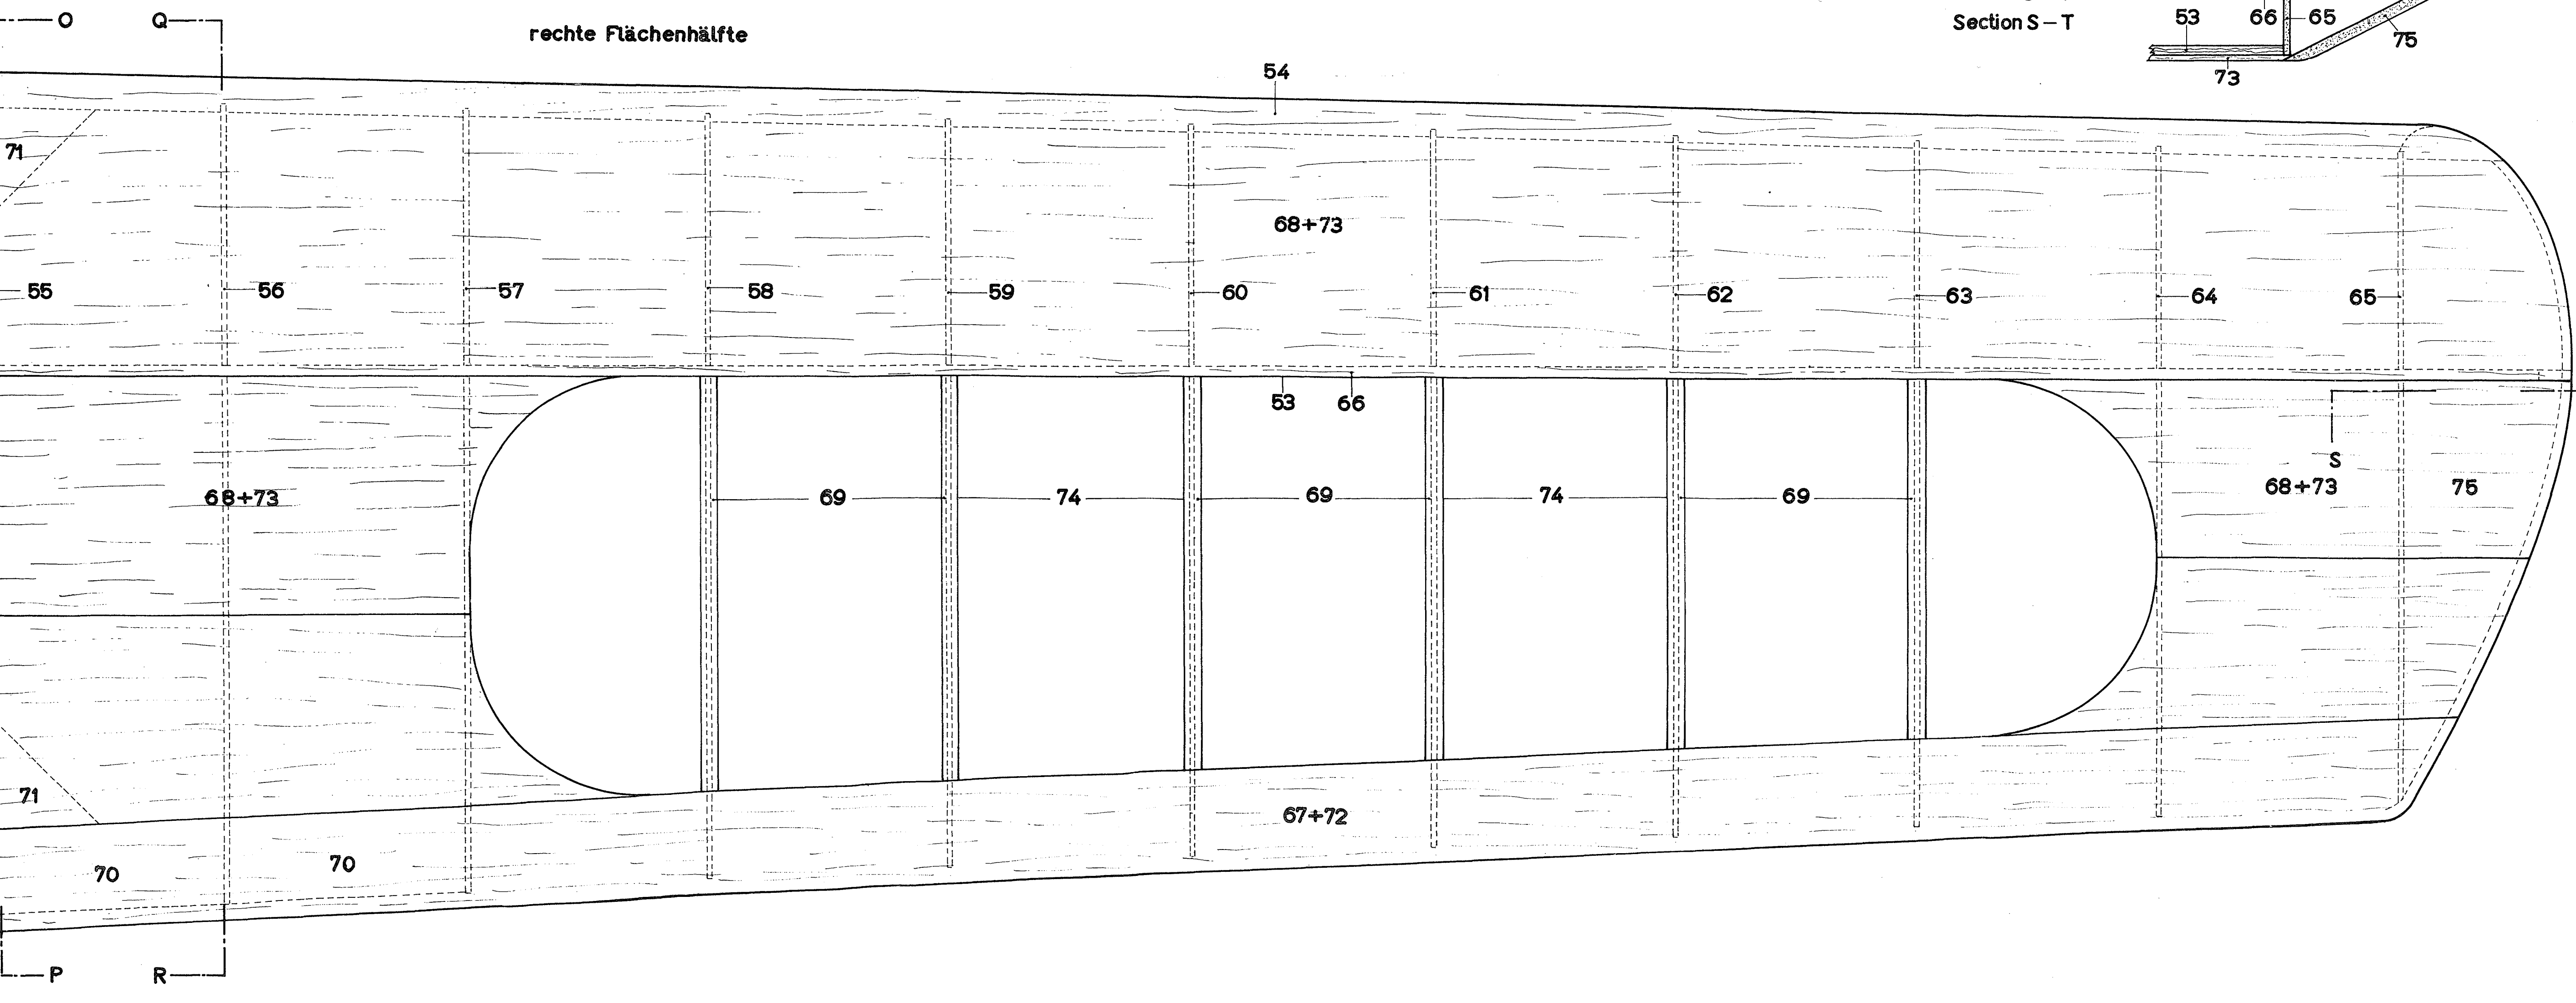 O Q
rechte Flächenhälfte
Section S – T
53 66 65
75
73
54
71
68+73
55 56 57 58 59 60 61 62 63 64 65
53 66
S
68+73 69 74 69 74 69 68+73 75
71
67+72
70 70
P R